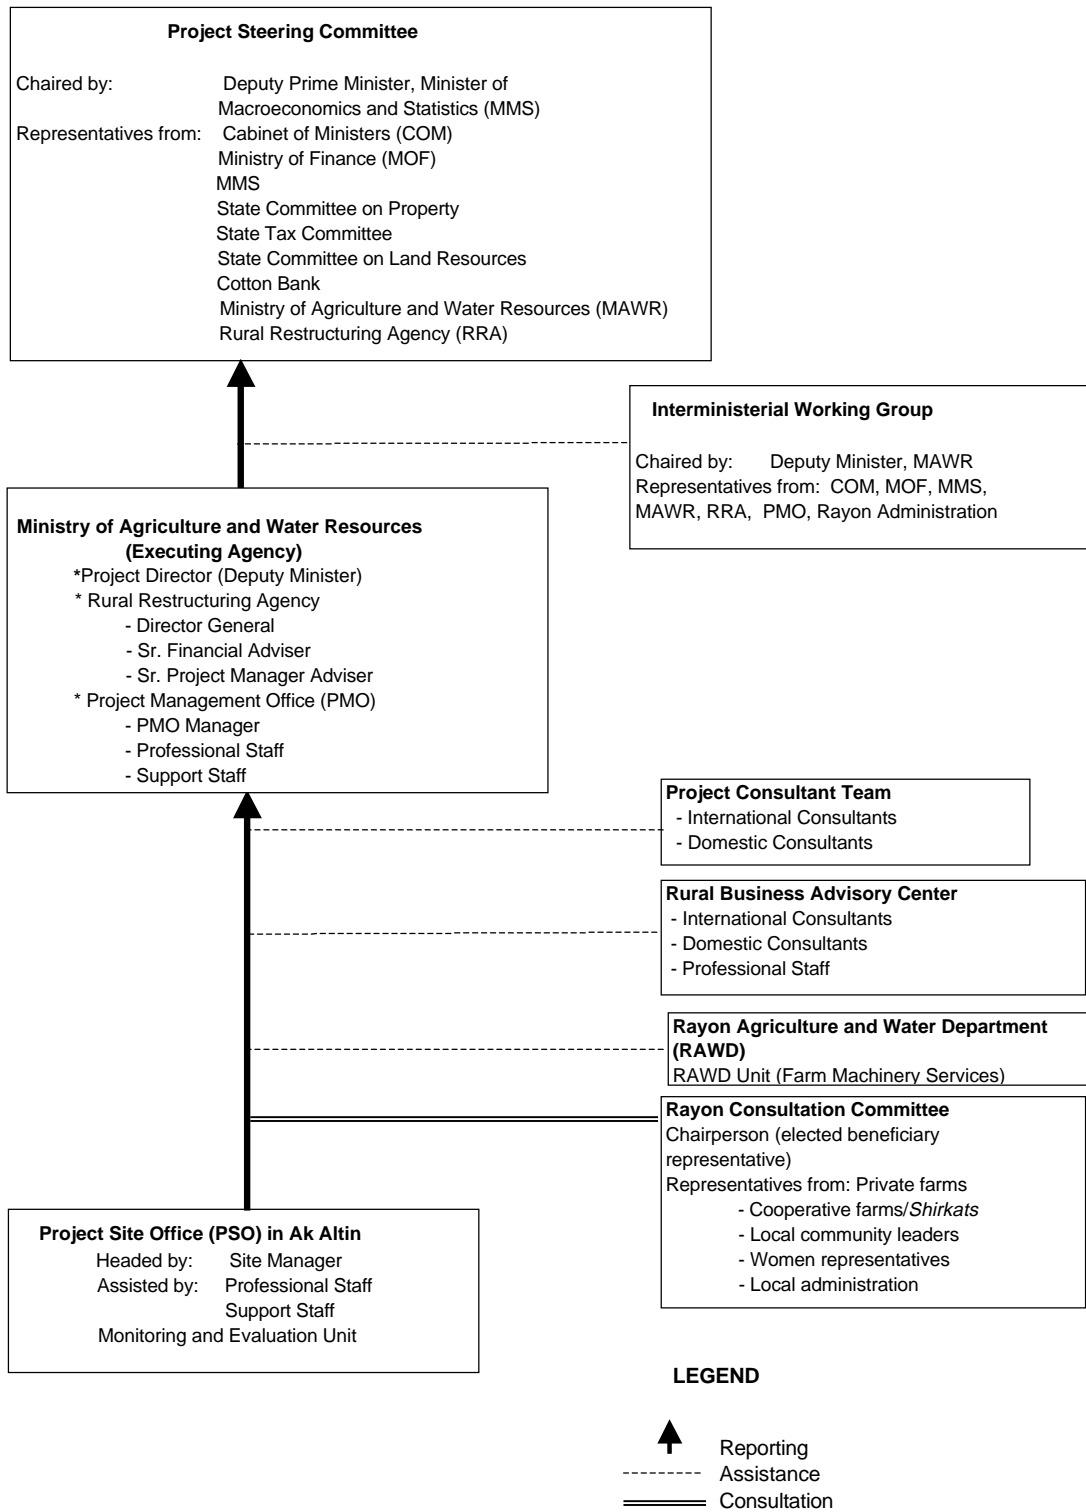 Project Steering Committee
Chaired by: Deputy Prime Minister, Minister of
Macroeconomics and Statistics (MMS)
Representatives from: Cabinet of Ministers (COM)
Ministry of Finance (MOF)
MMS
State Committee on Property
State Tax Committee
State Committee on Land Resources
Cotton Bank
Ministry of Agriculture and Water Resources (MAWR)
Rural Restructuring Agency (RRA)
Interministerial Working Group
Chaired by: Deputy Minister, MAWR
Representatives from: COM, MOF, MMS,
MAWR, RRA, PMO, Rayon Administration
Ministry of Agriculture and Water Resources
(Executing Agency)
*Project Director (Deputy Minister)
* Rural Restructuring Agency
- Director General
- Sr. Financial Adviser
- Sr. Project Manager Adviser
* Project Management Office (PMO)
- PMO Manager
- Professional Staff
- Support Staff
Project Consultant Team
- International Consultants
- Domestic Consultants
Rural Business Advisory Center
- International Consultants
- Domestic Consultants
- Professional Staff
Rayon Agriculture and Water Department
(RAWD)
RAWD Unit (Farm Machinery Services)
Rayon Consultation Committee
Chairperson (elected beneficiary
representative)
Representatives from: Private farms
- Cooperative farms/Shirkats
- Local community leaders
- Women representatives
- Local administration
Project Site Office (PSO) in Ak Altin
Headed by: Site Manager
Assisted by: Professional Staff
Support Staff
Monitoring and Evaluation Unit
LEGEND
Reporting
Assistance
Consultation